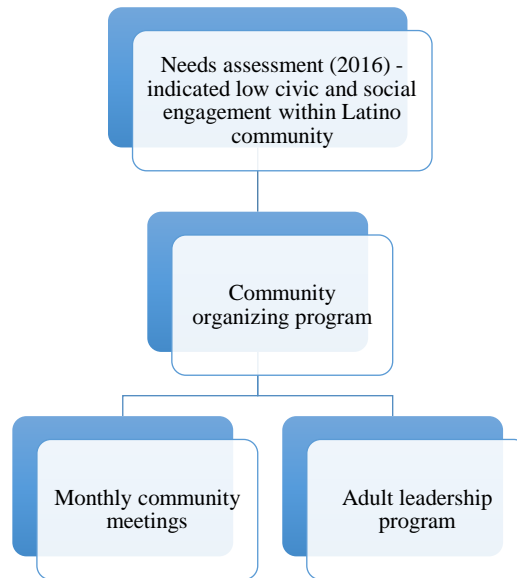 Needs assessment (2016) -
indicated low civic and social
engagement within Latino
community
Community
organizing program
Monthly community
meetings
Adult leadership
program